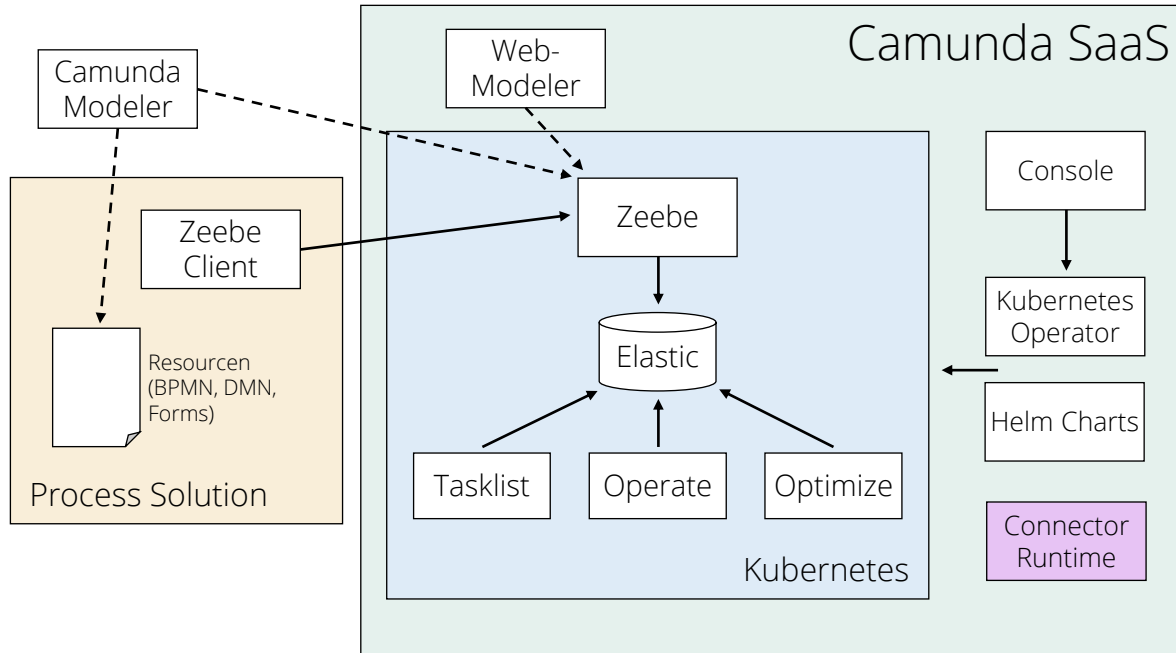 Camunda SaaS
Camunda
Modeler
Web-
Modeler
Console
Zeebe
Zeebe
Client
Kubernetes
Operator
Elastic
Resourcen
(BPMN, DMN,
Forms)
Helm Charts
Tasklist
Operate
Optimize
Process Solution
Connector
Runtime
Kubernetes